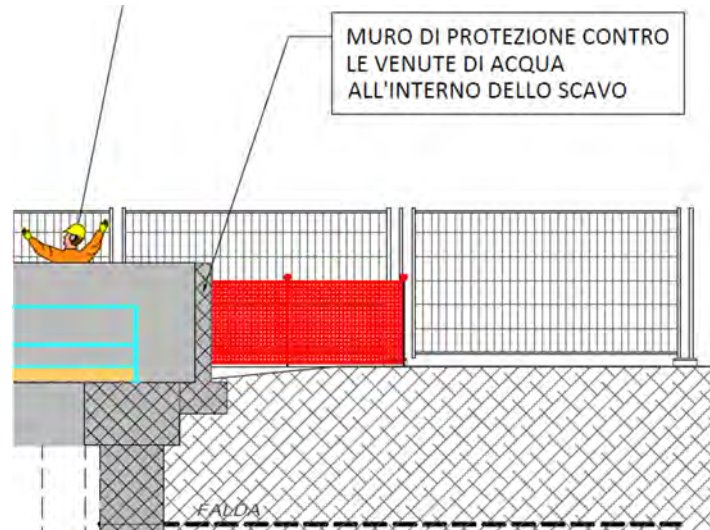 MURO DI PROTEZIONE CONTRO
LE VENUTE DI ACQUA
ALL'INTERNO DELLO SCAVO
FALDA